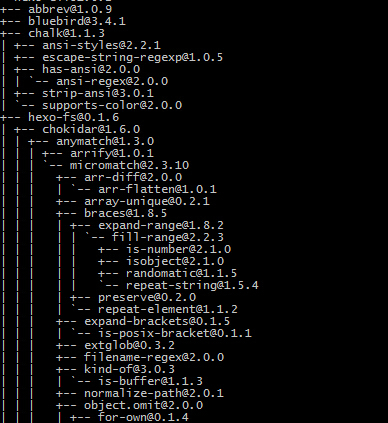 +-- abbrev@1.0.9
+-- bluebird@3.4.1
+-- chalk@1.1.3
| +-- ansi-styles@2.2.1
| +-- escape-string-regexp@1.0.5
| +-- has-ansi@2.0.0
| | `-- ansi-regex@2.0.0
| +-- strip-ansi@3.0.1
| `-- supports-color@2.0.0
+-- hexo-fs@0.1.6
| +-- chokidar@1.6.0
| | +-- anymatch@1.3.0
| | | +-- arrify@1.0.1
| | | `-- micromatch@2.3.10
| | |   +-- arr-diff@2.0.0
| | |   | `-- arr-flatten@1.0.1
| | |   +-- array-unique@0.2.1
| | |   +-- braces@1.8.5
| | |   | +-- expand-range@1.8.2
| | |   | | `-- fill-range@2.2.3
| | |   | |   +-- is-number@2.1.0
| | |   | |   +-- isobject@2.1.0
| | |   | |   +-- randomatic@1.1.5
| | |   | |   `-- repeat-string@1.5.4
| | |   | +-- preserve@0.2.0
| | |   | `-- repeat-element@1.1.2
| | |   +-- expand-brackets@0.1.5
| | |   | `-- is-posix-bracket@0.1.1
| | |   +-- extglob@0.3.2
| | |   +-- filename-regex@2.0.0
| | |   +-- kind-of@3.0.3
| | |   | `-- is-buffer@1.1.3
| | |   +-- normalize-path@2.0.1
| | |   +-- object.omit@2.0.0
| | |   | +-- for-own@0.1.4